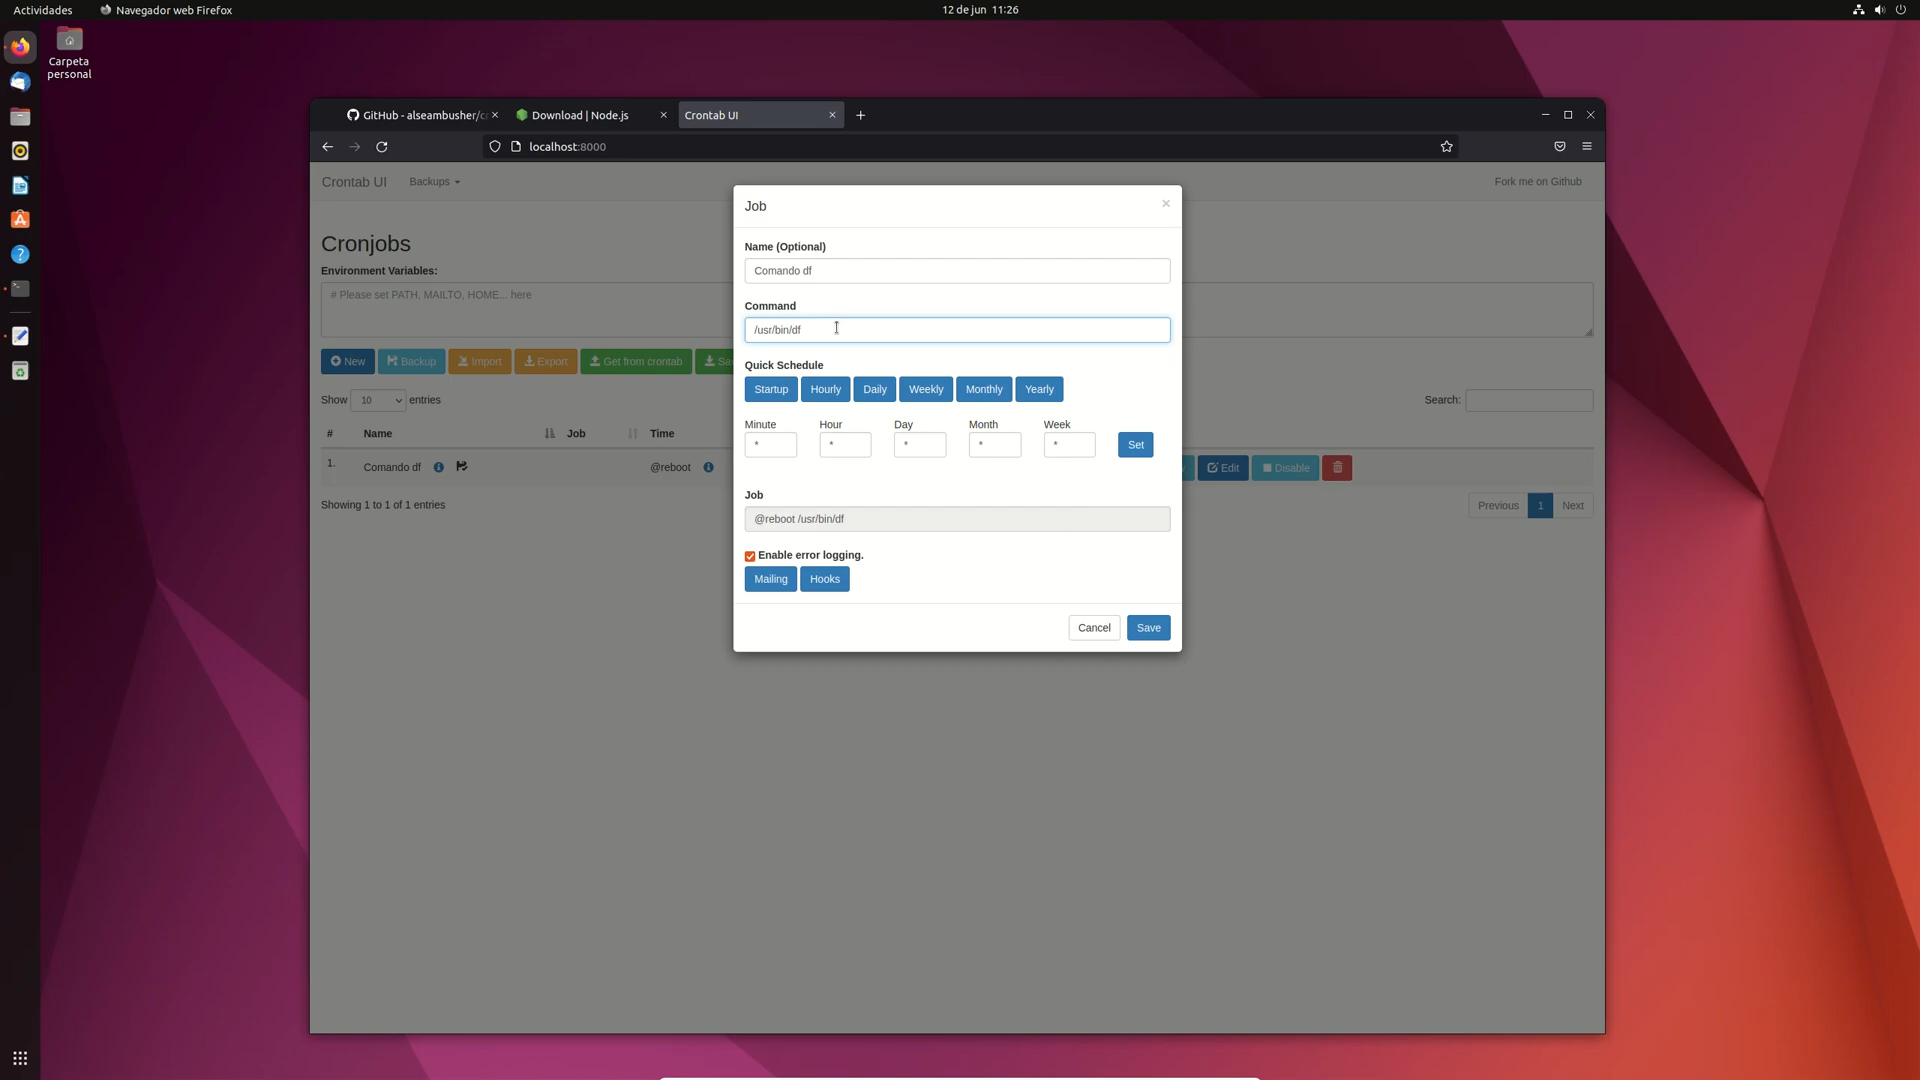 Actividades Navegador web Firefox 12 de jun 11:26
Carpeta
personal
GitHub - alseambusher/cr Download | Node.js Crontab UI
localhost:8000
Crontab UI Backups Fork me on Github
Job
Cronjobs
Environment Variables:
# Please set PATH, MAILTO, HOME... here
New Backup Import Export Get from crontab
Show 10 entries Search:
# Name Job Time
1. Comando df @reboot Edit Disable
Showing 1 to 1 of 1 entries Previous 1 Next
Name (Optional)
Comando df
Command
/usr/bin/df
Quick Schedule
Startup Hourly Daily Weekly Monthly Yearly
Minute Hour Day Month Week
* * * * * Set
Job
@reboot /usr/bin/df
Enable error logging.
Mailing Hooks
Cancel Save